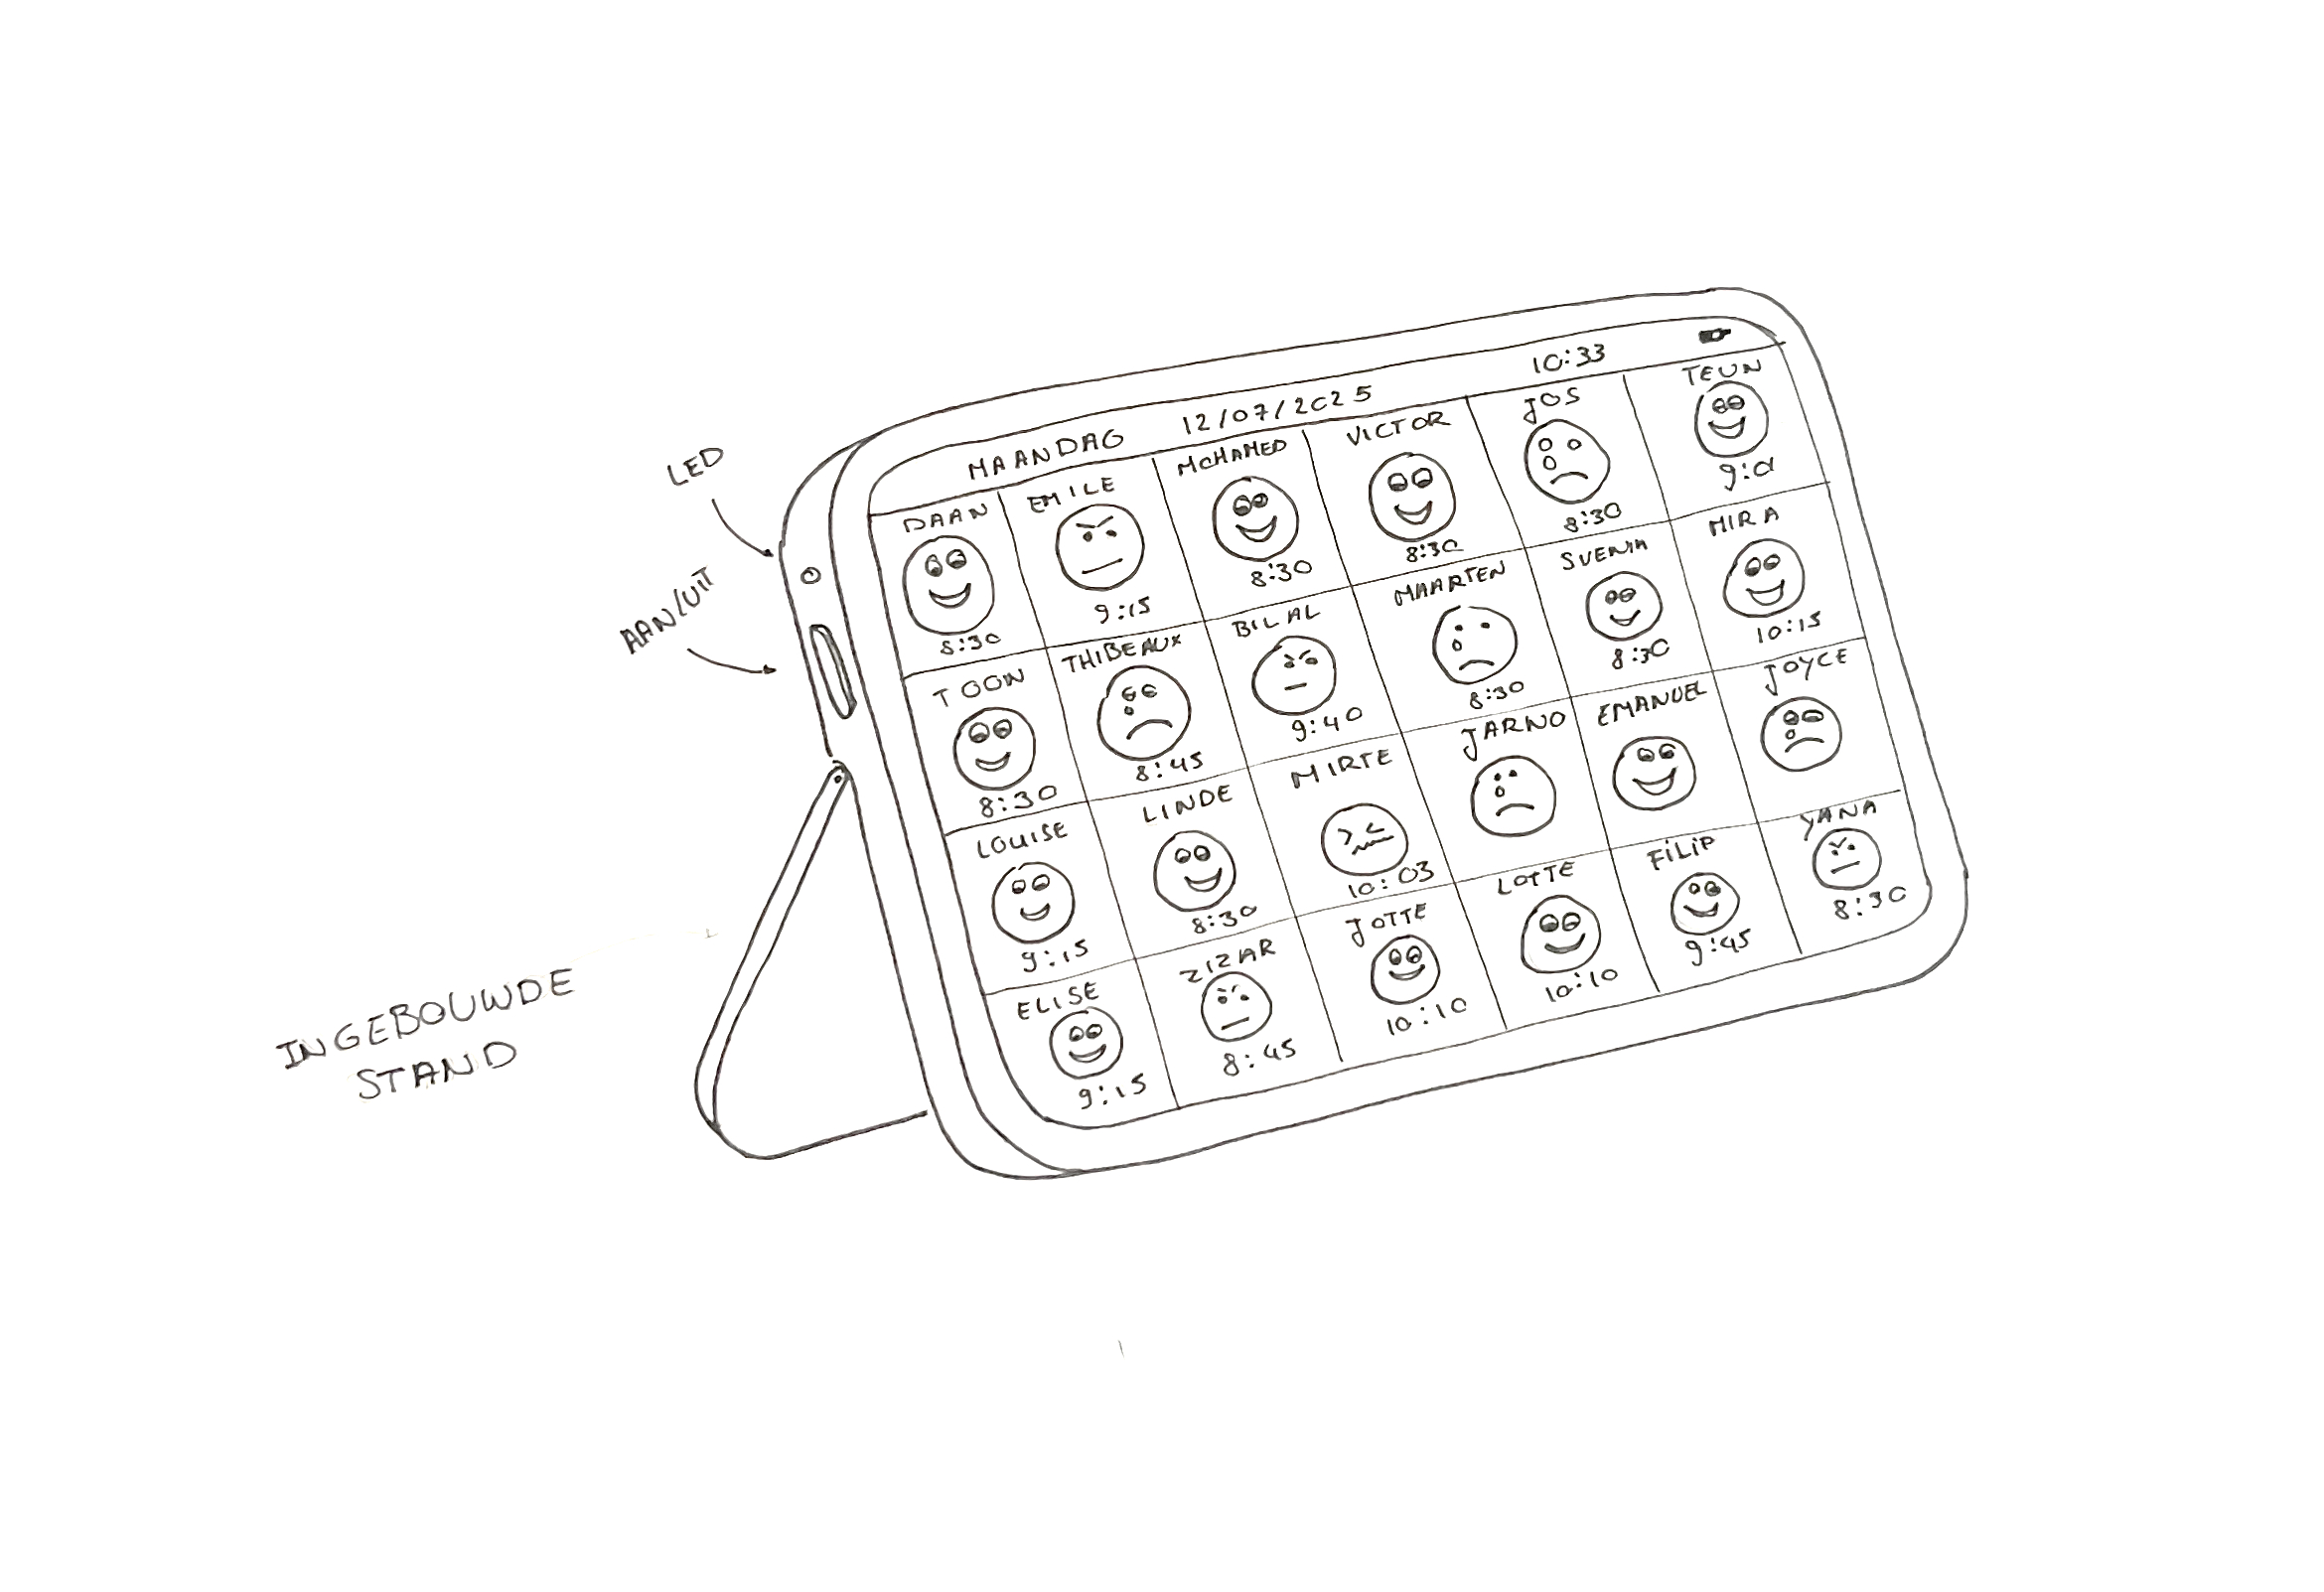 LED
AAN/UIT
INGEBOUWDE
STAND
MAANDAG 12/07/2025 10:33
DAAN EMILE MOHAMED VICTOR JOS TEUN
8:30 9:15 8:30 8:30 8:30 9:01
TOON THIBEAUX BILAL MAARTEN SVENJA MIRA
8:30 8:45 9:40 8:30 8:30 10:15
LOUISE LINDE MIRTE JARNO EMANUEL JOYCE
9:15 8:30 10:03
ELISE ZIZAR JOTTE LOTTE FILIP YANA
9:15 8:45 10:10 10:10 9:45 8:30